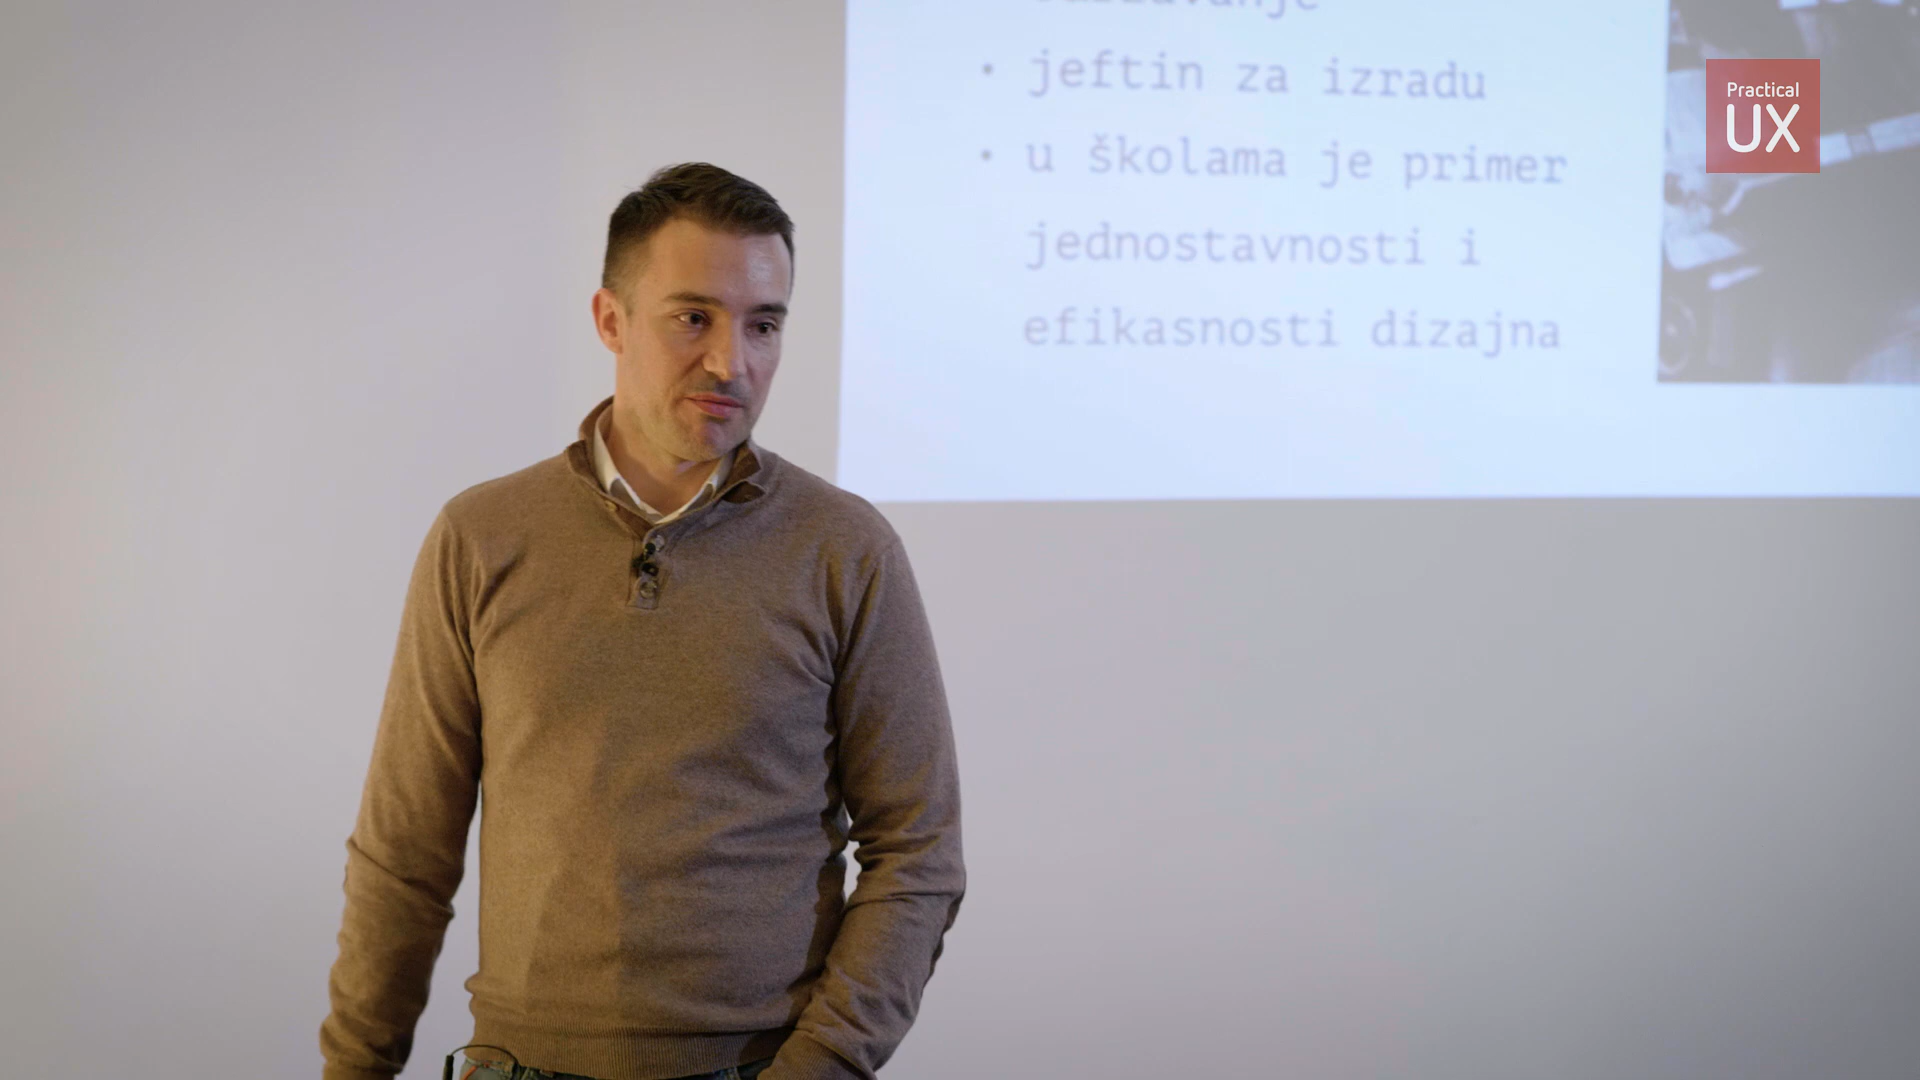 • jeftin za izradu
• u školama je primer
jednostavnosti i
efikasnosti dizajna
Practical
UX